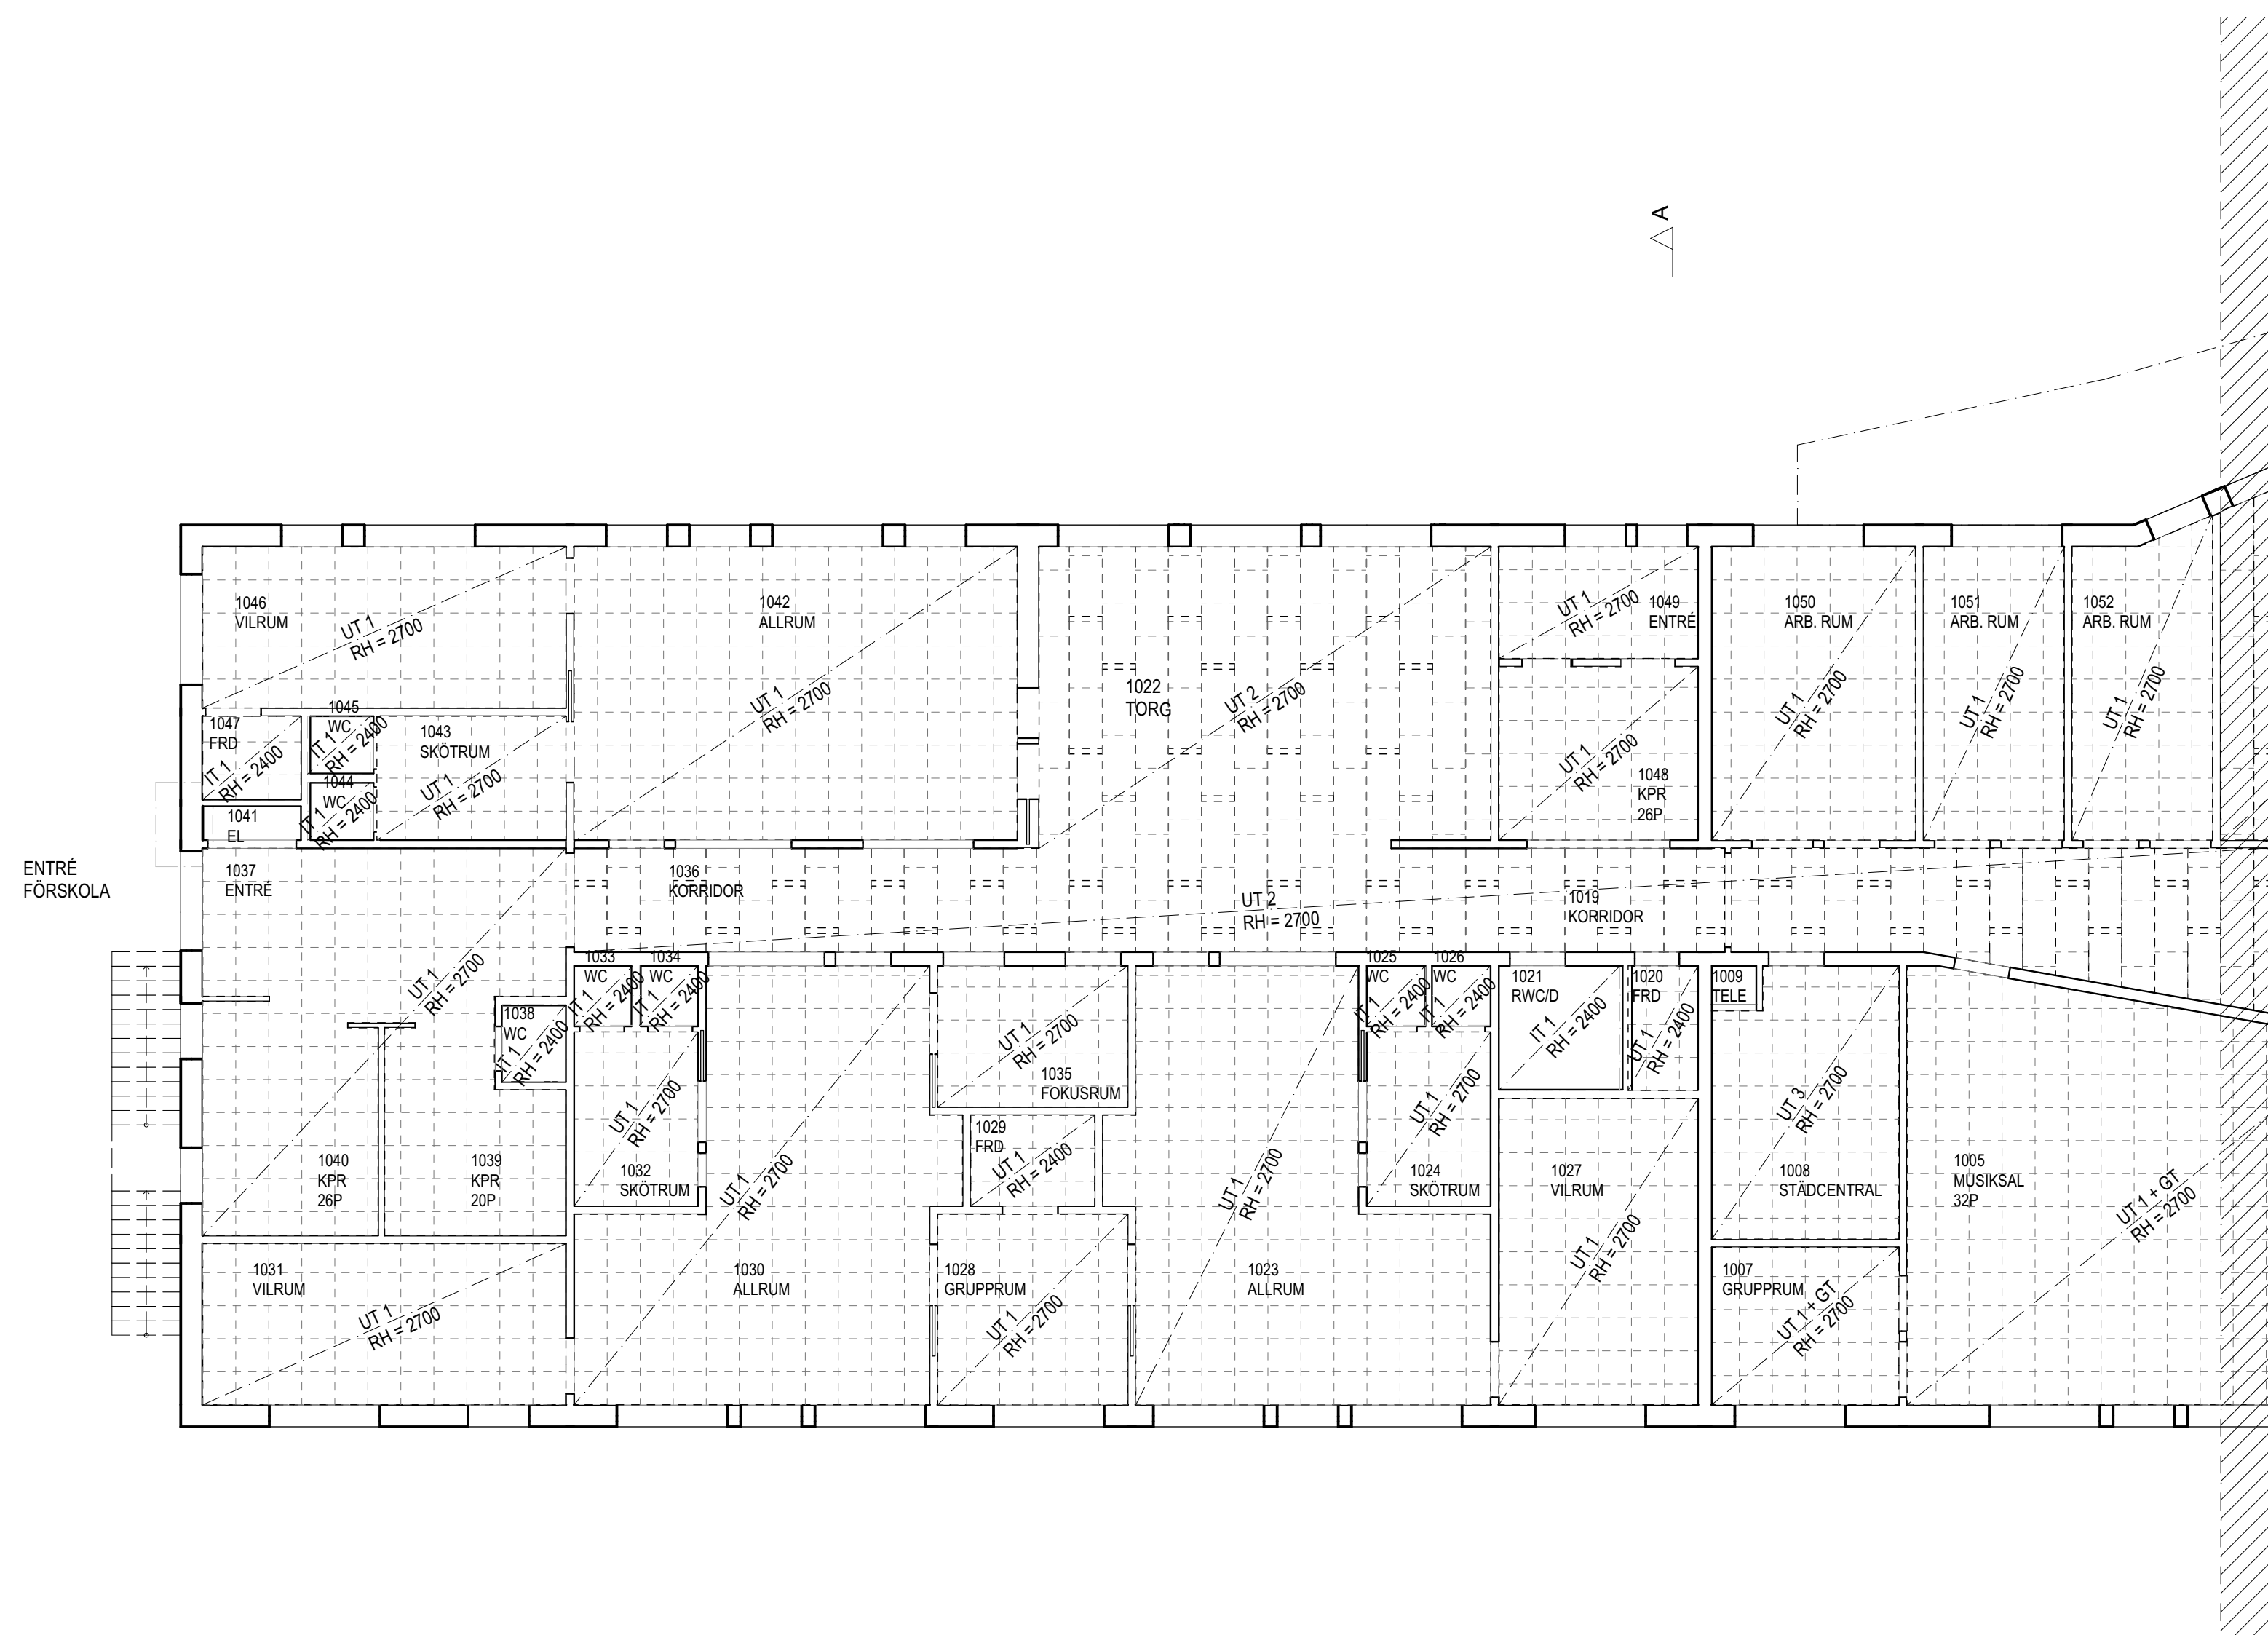 A
1046
VILRUM
UT 1
RH = 2700
1042
ALLRUM
UT 1
RH = 2700
1022
TORG
UT 2
RH = 2700
UT 1
RH = 2700
1049
ENTRÉ
1050
ARB. RUM
UT 1
RH = 2700
1051
ARB. RUM
UT 1
RH = 2700
1052
ARB. RUM
UT 1
RH = 2700
1047
FRD
IT 1
RH = 2400
1045
WC
IT 1
RH = 2400
1043
SKÖTRUM
UT 1
RH = 2700
1044
WC
IT 1
RH = 2400
1041
EL
UT 1
RH = 2700
1048
KPR
26P
ENTRÉ
FÖRSKOLA
1037
ENTRÉ
1036
KORRIDOR
UT 2
RH = 2700
1019
KORRIDOR
UT 1
RH = 2700
1038
WC
IT 1
RH = 2400
1033
WC
IT 1
RH = 2400
1034
WC
IT 1
RH = 2400
UT 1
RH = 2700
1035
FOKUSRUM
1025
WC
IT 1
RH = 2400
1026
WC
IT 1
RH = 2400
1021
RWC/D
IT 1
RH = 2400
1020
FRD
UT 1
RH = 2400
1009
TELE
1040
KPR
26P
1039
KPR
20P
UT 1
RH = 2700
1032
SKÖTRUM
UT 1
RH = 2700
1029
FRD
UT 1
RH = 2400
UT 1
RH = 2700
UT 1
RH = 2700
1024
SKÖTRUM
1027
VILRUM
UT 1
RH = 2700
UT 3
RH = 2700
1008
STÄDCENTRAL
1005
MUSIKSAL
32P
UT 1 + GT
RH = 2700
1031
VILRUM
UT 1
RH = 2700
1030
ALLRUM
1028
GRUPPRUM
UT 1
RH = 2700
1023
ALLRUM
1007
GRUPPRUM
UT 1 + GT
RH = 2700